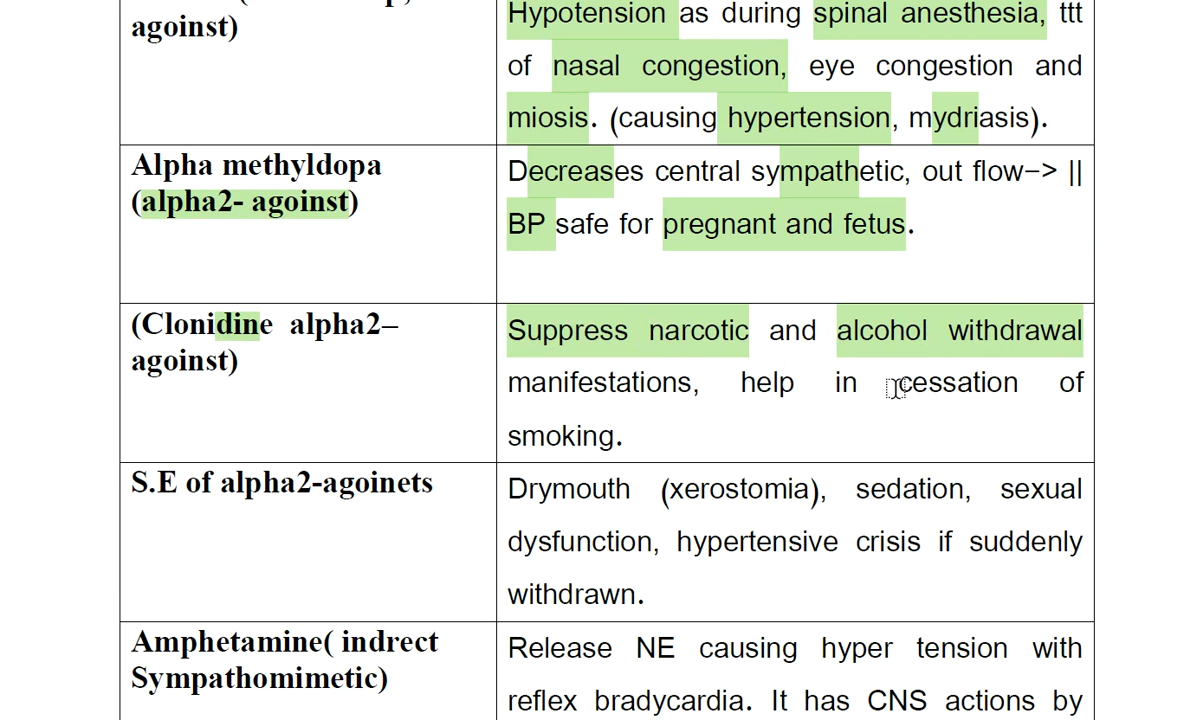 agoinst)
Hypotension as during spinal anesthesia, ttt
of nasal congestion, eye congestion and
miosis. (causing hypertension, mydriasis).
Alpha methyldopa
(alpha2- agoinst)
Decreases central sympathetic, out flow–> ||
BP safe for pregnant and fetus.
(Clonidine alpha2–
agoinst)
Suppress narcotic and alcohol withdrawal
manifestations, help in cessation of
smoking.
S.E of alpha2-agoinets
Drymouth (xerostomia), sedation, sexual
dysfunction, hypertensive crisis if suddenly
withdrawn.
Amphetamine( indrect
Sympathomimetic)
Release NE causing hyper tension with
reflex bradycardia. It has CNS actions by